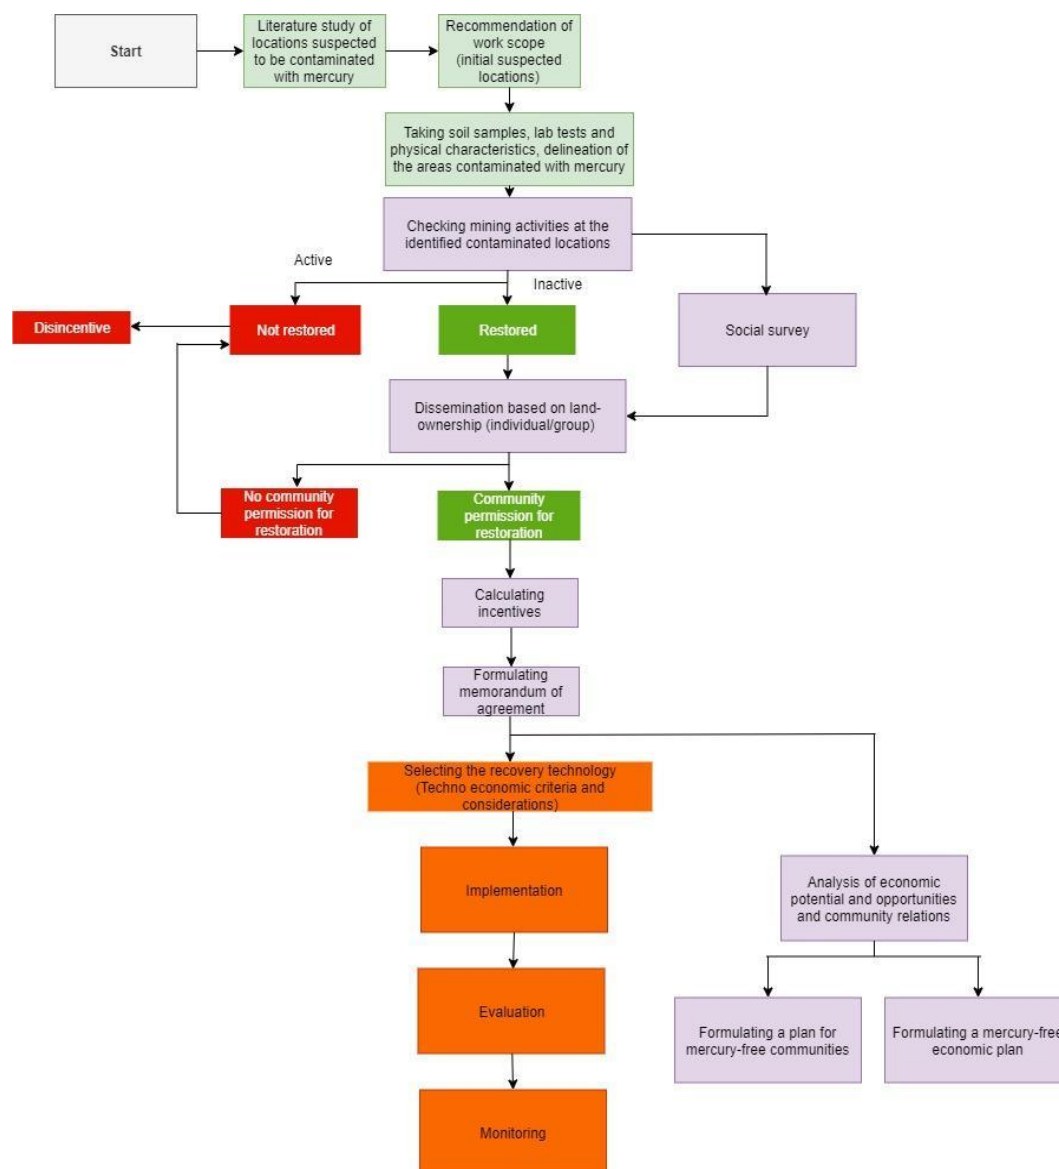 Start
Literature study of
locations suspected
to be contaminated
with mercury
Recommendation of
work scope
(initial suspected
locations)
Taking soil samples, lab tests and
physical characteristics, delineation of
the areas contaminated with mercury
Checking mining activities at the
identified contaminated locations
Active
Inactive
Disincentive
Not restored
Restored
Social survey
Dissemination based on land-
ownership (individual/group)
No community
permission for
restoration
Community
permission for
restoration
Calculating
incentives
Formulating
memorandum of
agreement
Selecting the recovery technology
(Techno economic criteria and
considerations)
Implementation
Analysis of economic
potential and opportunities
and community relations
Evaluation
Formulating a plan for
mercury-free communities
Formulating a mercury-free
economic plan
Monitoring